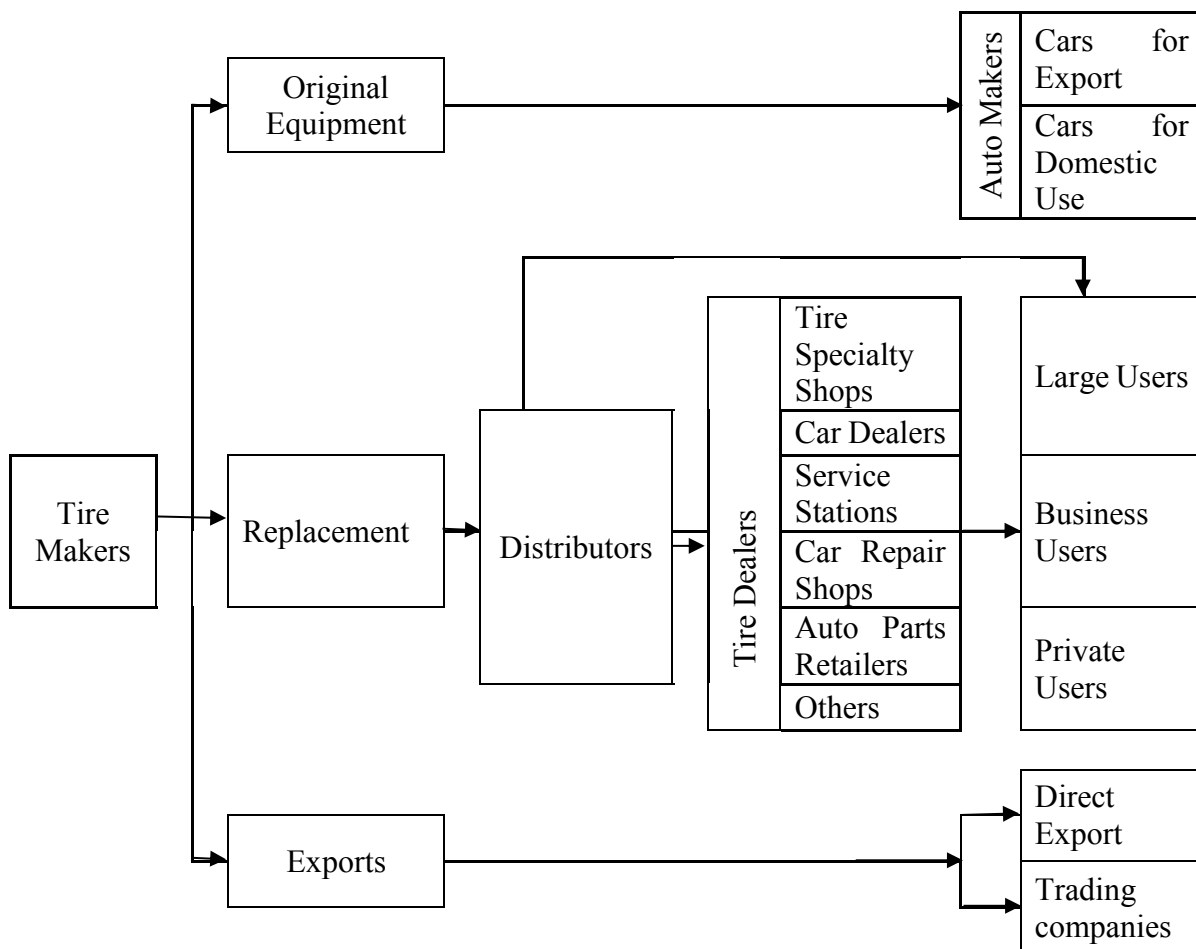 Original
Equipment
Auto Makers
Cars for
Export
Cars for
Domestic
Use
Tire
Makers
Replacement
Distributors
Tire Dealers
Tire
Specialty
Shops
Car Dealers
Service
Stations
Car Repair
Shops
Auto Parts
Retailers
Others
Large Users
Business
Users
Private
Users
Exports
Direct
Export
Trading
companies